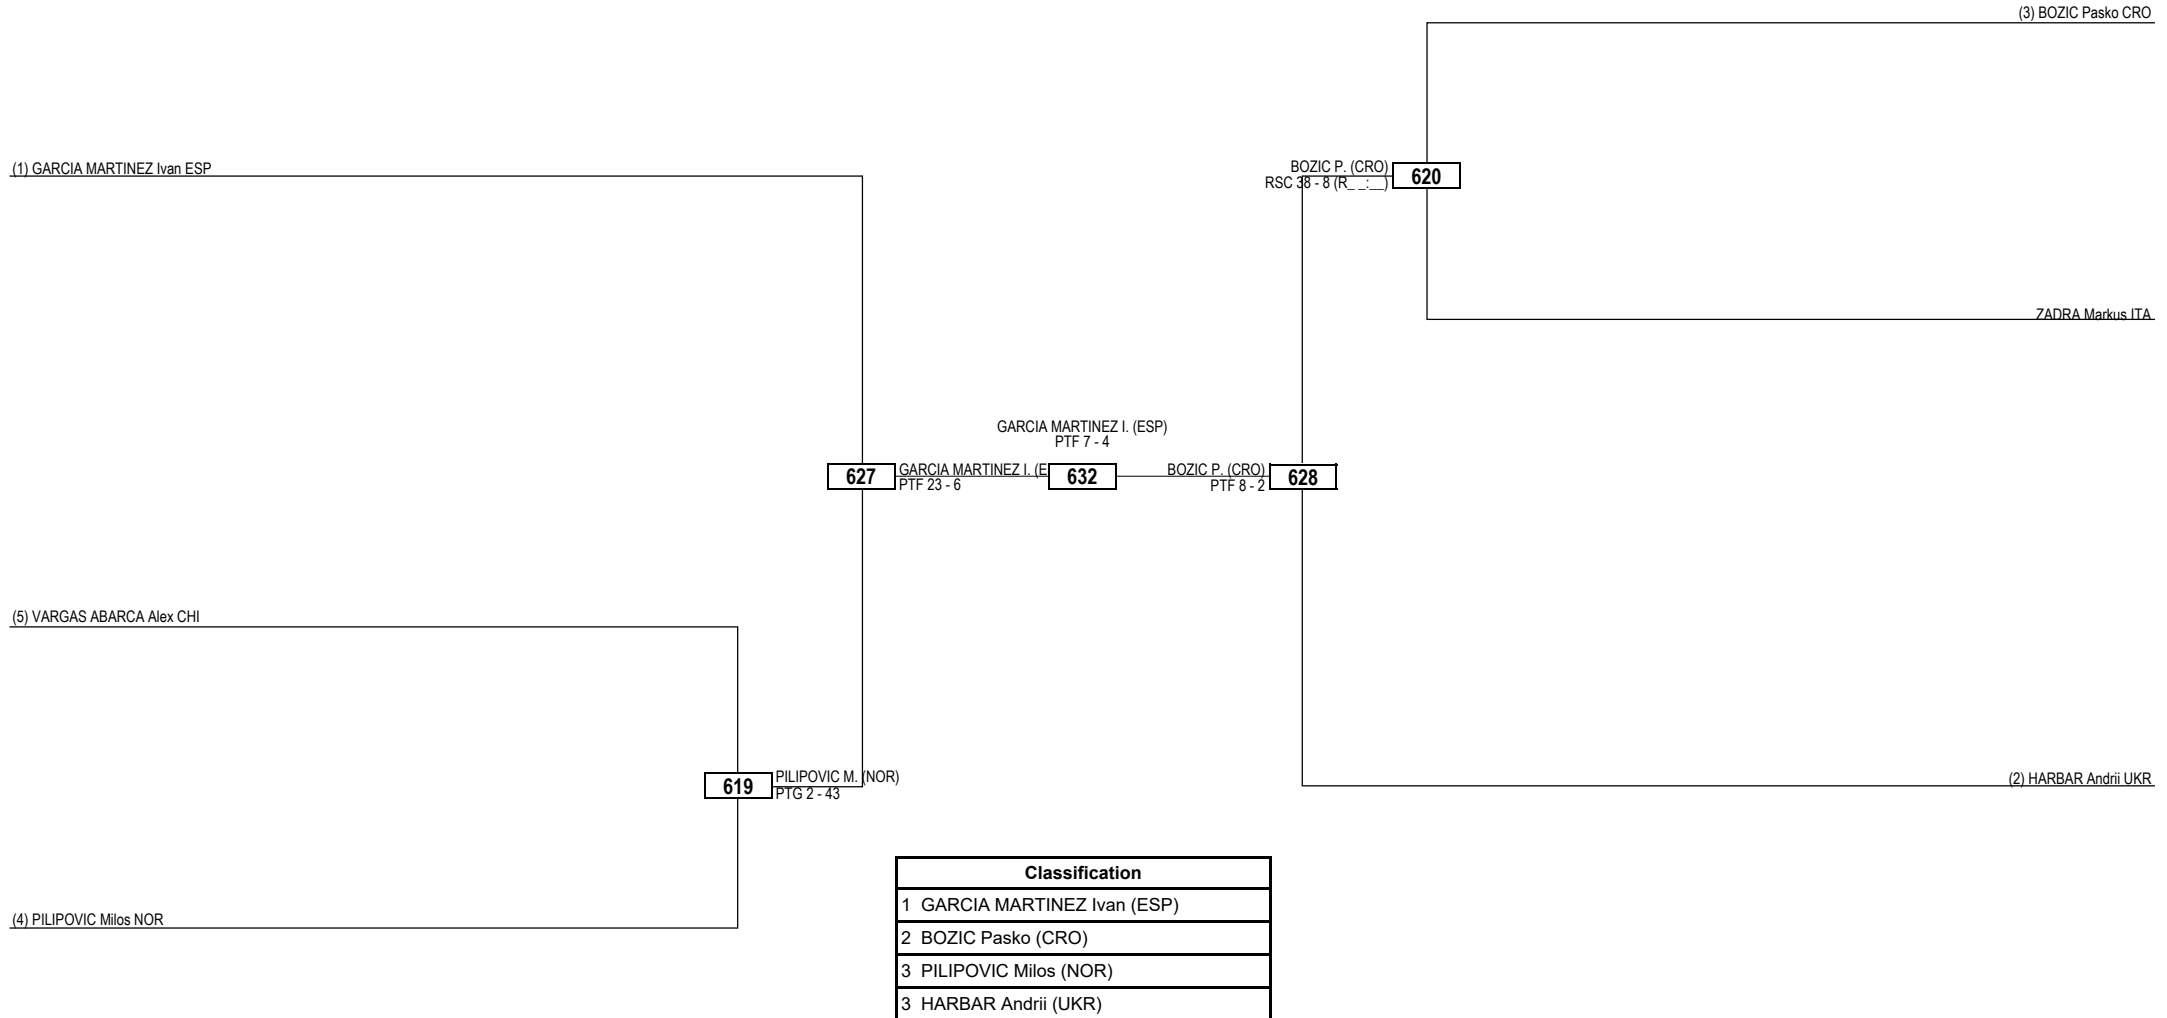 (3) BOZIC Pasko CRO
(1) GARCIA MARTINEZ Ivan ESP
BOZIC P. (CRO)
RSC 38 - 8 (R_ _:__)
620
ZADRA Markus ITA
GARCIA MARTINEZ I. (ESP)
PTF 7 - 4
627
GARCIA MARTINEZ I. (E
PTF 23 - 6
632
BOZIC P. (CRO)
PTF 8 - 2
628
(5) VARGAS ABARCA Alex CHI
619
PILIPOVIC M. (NOR)
PTG 2 - 43
(2) HARBAR Andrii UKR
(4) PILIPOVIC Milos NOR
Classification
1 GARCIA MARTINEZ Ivan (ESP)
2 BOZIC Pasko (CRO)
3 PILIPOVIC Milos (NOR)
3 HARBAR Andrii (UKR)